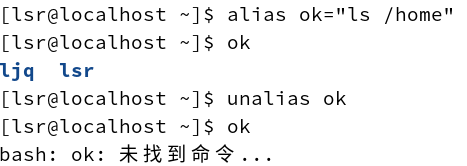 [lsr@localhost ~]$ alias ok="ls /home"
[lsr@localhost ~]$ ok
ljq  lsr
[lsr@localhost ~]$ unalias ok
[lsr@localhost ~]$ ok
bash: ok: 未找到命令...